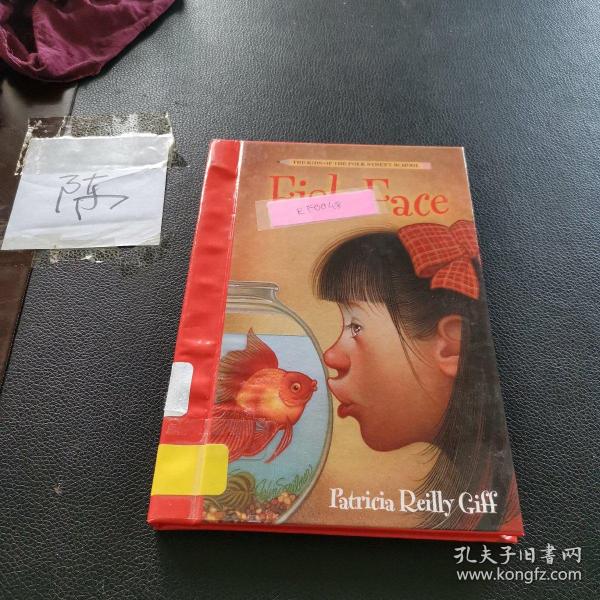 陈
THE KIDS OF THE POLK STREET SCHOOL
Fish Face
EF0048
Patricia Reilly Giff
孔夫子旧书网
www.kongfz.com